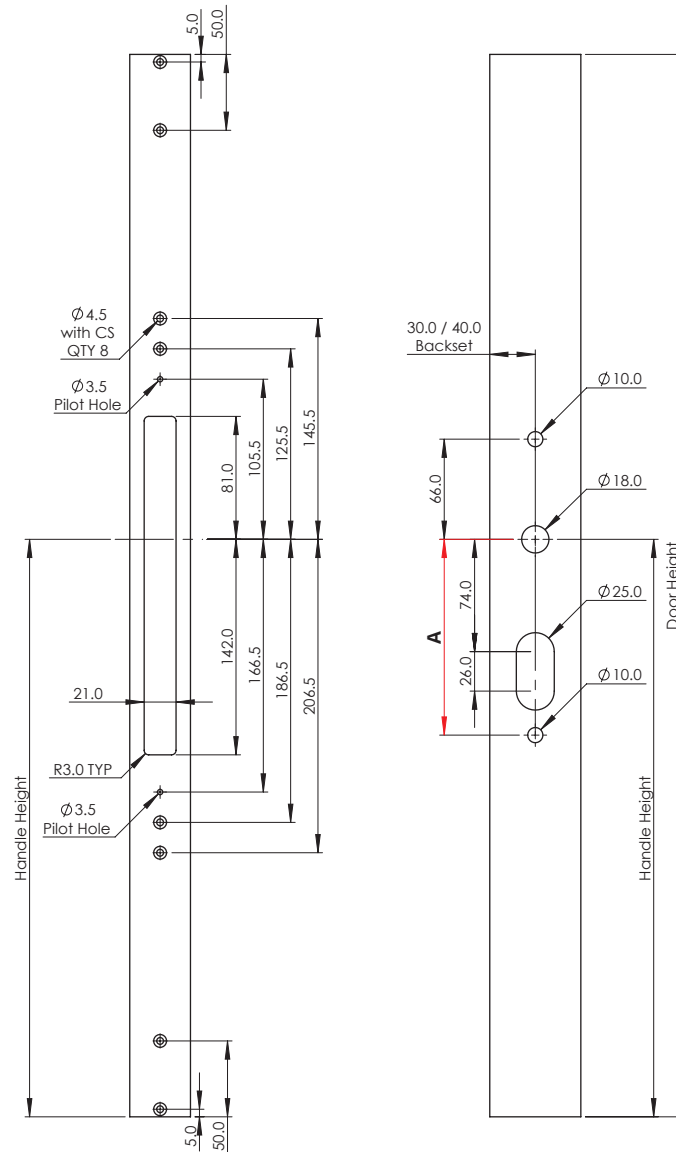 5.0
50.0
Ø4.5
with CS
QTY 8
Ø3.5
Pilot Hole
81.0
105.5
125.5
145.5
142.0
166.5
186.5
206.5
21.0
R3.0 TYP
Ø3.5
Pilot Hole
Handle Height
5.0
50.0
30.0 / 40.0
Backset
Ø10.0
66.0
Ø18.0
74.0
A
Ø25.0
26.0
Ø10.0
Handle Height
Door Height